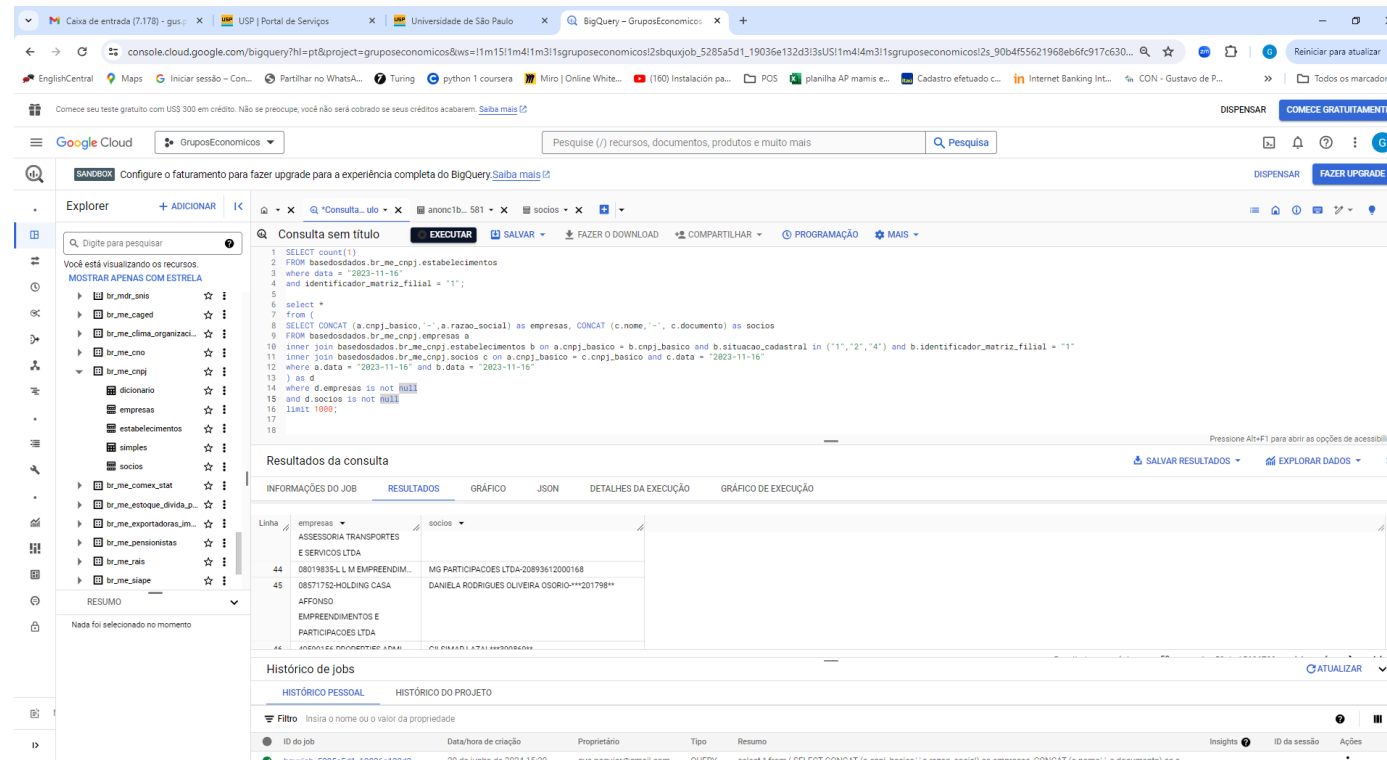 Caixa de entrada (7.178) - gus.p
USP | Portal de Serviços
Universidade de São Paulo
BigQuery – GruposEconomicos
console.cloud.google.com/bigquery?hl=pt&project=gruposeconomicos&ws=!1m15!1m4!1m3!1sgruposeconomicos!2sbquxjob_5285a5d1_19036e132d3!3sUS!1m4!4m3!1sgruposeconomicos!2s_90b4f55621968eb6fc917c630...
Reiniciar para atualizar
EnglishCentral Maps Iniciar sessão – Con... Partilhar no WhatsA... Turing python 1 coursera Miro | Online White... (160) Instalación pa... POS planilha AP mamis e... Cadastro efetuado c... Internet Banking Int... CON - Gustavo de P... » Todos os marcador
Comece seu teste gratuito com US$ 300 em crédito. Não se preocupe, você não será cobrado se seus créditos acabarem. Saiba mais
DISPENSAR
COMECE GRATUITAMENTE
Google Cloud
GruposEconomicos
Pesquise (/) recursos, documentos, produtos e muito mais
Pesquisa
SANDBOX Configure o faturamento para fazer upgrade para a experiência completa do BigQuery. Saiba mais
DISPENSAR
FAZER UPGRADE
Explorer
+ ADICIONAR
*Consulta... ulo
anonc1b... 581
socios
Digite para pesquisar
Você está visualizando os recursos.
MOSTRAR APENAS COM ESTRELA
br_mdr_snis
br_me_caged
br_me_clima_organizaci...
br_me_cno
br_me_cnpj
dicionario
empresas
estabelecimentos
simples
socios
br_me_comex_stat
br_me_estoque_divida_p...
br_me_exportadoras_im...
br_me_pensionistas
br_me_rais
br_me_siape
RESUMO
Nada foi selecionado no momento
Consulta sem título
EXECUTAR
SALVAR
FAZER O DOWNLOAD
COMPARTILHAR
PROGRAMAÇÃO
MAIS
1 SELECT count(1)
2 FROM basedosdados.br_me_cnpj.estabelecimentos
3 where data = "2023-11-16"
4 and identificador_matriz_filial = "1";
5
6 select *
7 from (
8 SELECT CONCAT (a.cnpj_basico,'-',a.razao_social) as empresas, CONCAT (c.nome,'-', c.documento) as socios
9 FROM basedosdados.br_me_cnpj.empresas a
10 inner join basedosdados.br_me_cnpj.estabelecimentos b on a.cnpj_basico = b.cnpj_basico and b.situacao_cadastral in ("1","2","4") and b.identificador_matriz_filial = "1"
11 inner join basedosdados.br_me_cnpj.socios c on a.cnpj_basico = c.cnpj_basico and c.data = "2023-11-16"
12 where a.data = "2023-11-16" and b.data = "2023-11-16"
13 ) as d
14 where d.empresas is not null
15 and d.socios is not null
16 limit 1000;
17
18
Pressione Alt+F1 para abrir as opções de acessibili
Resultados da consulta
SALVAR RESULTADOS
EXPLORAR DADOS
INFORMAÇÕES DO JOB
RESULTADOS
GRÁFICO
JSON
DETALHES DA EXECUÇÃO
GRÁFICO DE EXECUÇÃO
Linha empresas socios
ASSESSORIA TRANSPORTES
E SERVICOS LTDA
44 08019835-L L M EMPREENDIM... MG PARTICIPACOES LTDA-20893612000168
45 08571752-HOLDING CASA DANIELA RODRIGUES OLIVEIRA OSORIO-***201798**
AFFONSO
EMPREENDIMENTOS E
PARTICIPACOES LTDA
Histórico de jobs
ATUALIZAR
HISTÓRICO PESSOAL
HISTÓRICO DO PROJETO
Filtro Insira o nome ou o valor da propriedade
ID do job Data/hora de criação Proprietário Tipo Resumo Insights ID da sessão Ações